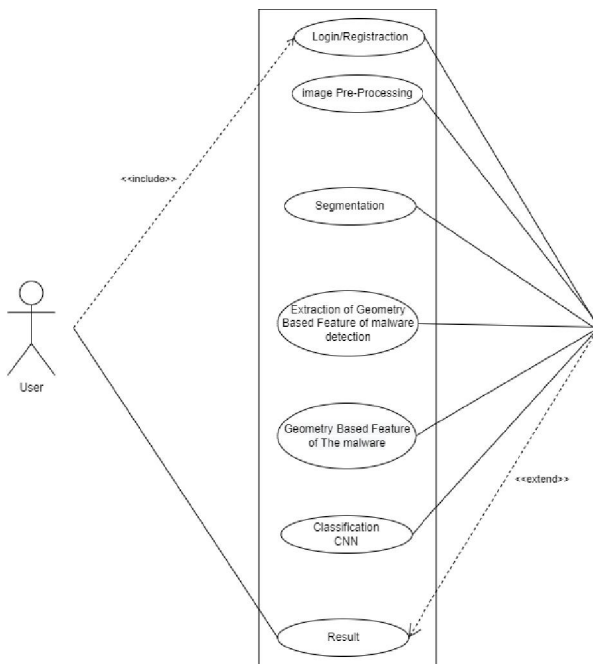 Login/Registraction
image Pre-Processing
<<include>>
Segmentation
Extraction of Geometry
Based Feature of malware
detection
User
Geometry Based Feature
of The malware
<<extend>>
Classification
CNN
Result